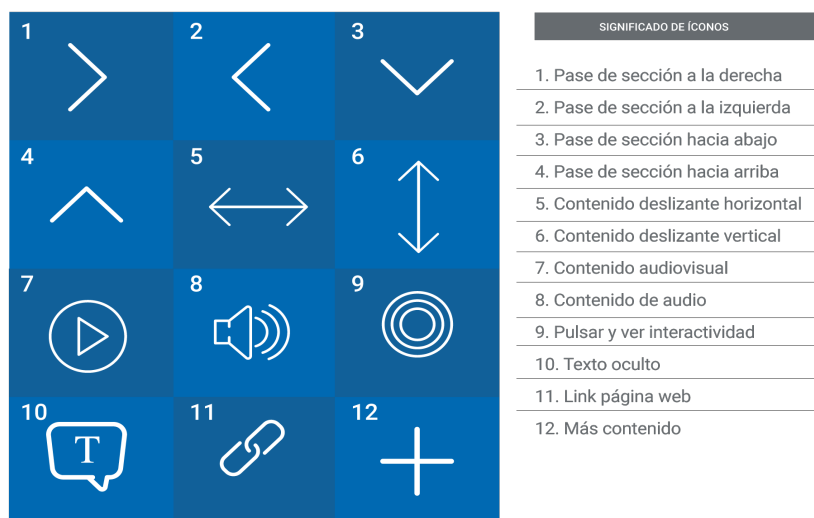 1
2
3
4
5
6
7
8
9
10
T
11
12
SIGNIFICADO DE ÍCONOS
1. Pase de sección a la derecha
2. Pase de sección a la izquierda
3. Pase de sección hacia abajo
4. Pase de sección hacia arriba
5. Contenido deslizante horizontal
6. Contenido deslizante vertical
7. Contenido audiovisual
8. Contenido de audio
9. Pulsar y ver interactividad
10. Texto oculto
11. Link página web
12. Más contenido